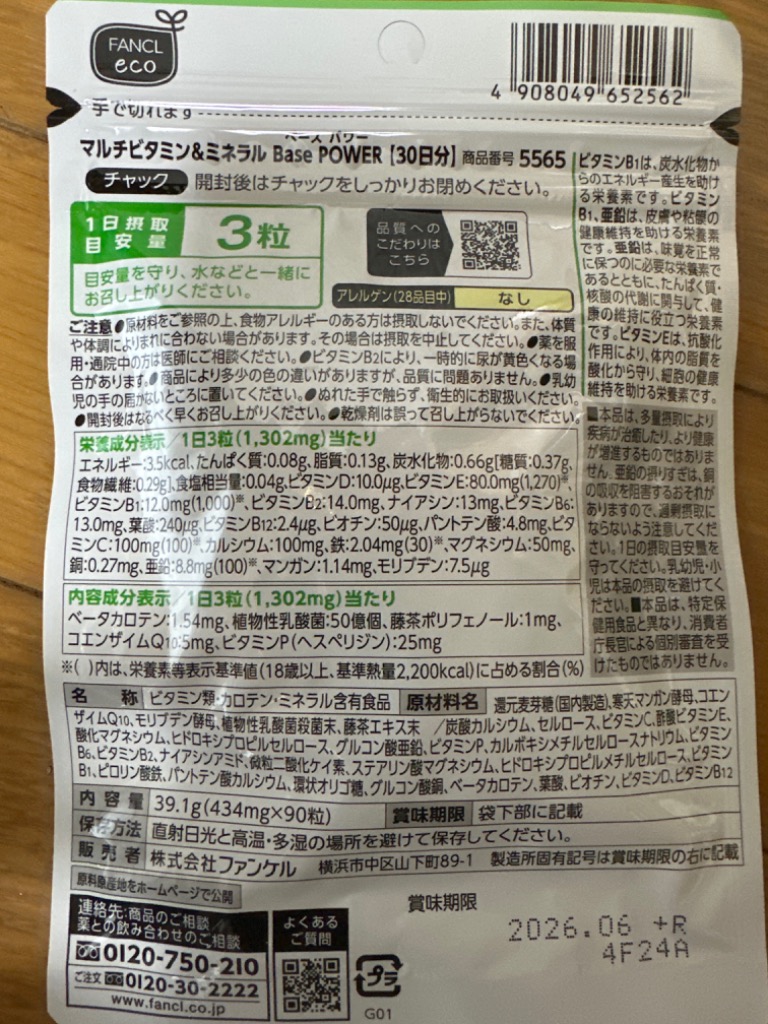 FANCL
eco
4 908049 652562
手で切れます
ベース パワー
マルチビタミン&ミネラル Base POWER【30日分】商品番号 5565
チャック 開封後はチャックをしっかりお閉めください。
1日摂取
目安量
3粒
目安量を守り、水などと一緒に
お召し上がりください。
品質への
こだわりは
こちら
アレルゲン(28品目中) なし
ご注意●原材料をご参照の上、食物アレルギーのある方は摂取しないでください。また、体質
や体調によりまれに合わない場合があります。その場合は摂取を中止してください。●薬を服
用・通院中の方は医師にご相談ください。●ビタミンB2により、一時的に尿が黄色くなる場
合があります。●商品により多少の色の違いがありますが、品質に問題ありません。●乳幼
児の手の届かないところに置いてください。●ぬれた手で触らず、衛生的にお取扱いください。
●開封後はなるべく早くお召し上がりください。●乾燥剤は誤って召し上がらないでください。
ビタミンB1は、炭水化物か
らのエネルギー産生を助け
る栄養素です。ビタミン
B1、亜鉛は、皮膚や粘膜の
健康維持を助ける栄養素
です。亜鉛は、味覚を正常
に保つのに必要な栄養素で
あるとともに、たんぱく質・
核酸の代謝に関与して、健
康の維持に役立つ栄養素
です。ビタミンEは、抗酸化
作用により、体内の脂質を
酸化から守り、細胞の健康
維持を助ける栄養素です。
■本品は、多量摂取により
疾病が治癒したり、より健康
が増進するものではありま
せん。亜鉛の摂りすぎは、銅
の吸収を阻害するおそれが
ありますので、過剰摂取に
ならないよう注意してくださ
い。1日の摂取目安量を
守ってください。乳幼児・小
児は本品の摂取を避けてく
ださい。■本品は、特定保
健用食品と異なり、消費者
庁長官による個別審査を受
けたものではありません。
栄養成分表示/1日3粒(1,302mg)当たり
エネルギー:3.5kcal、たんぱく質:0.08g、脂質:0.13g、炭水化物:0.66g[糖質:0.37g、
食物繊維:0.29g]、食塩相当量:0.04g、ビタミンD:10.0μg、ビタミンE:80.0mg(1,270)※、
ビタミンB1:12.0mg(1,000)※、ビタミンB2:14.0mg、ナイアシン:13mg、ビタミンB6:
13.0mg、葉酸:240μg、ビタミンB12:2.4μg、ビオチン:50μg、パントテン酸:4.8mg、ビタ
ミンC:100mg(100)※、カルシウム:100mg、鉄:2.04mg(30)※、マグネシウム:50mg、
銅:0.27mg、亜鉛:8.8mg(100)※、マンガン:1.14mg、モリブデン:7.5μg
内容成分表示/1日3粒(1,302mg)当たり
ベータカロテン:1.54mg、植物性乳酸菌:50億個、藤茶ポリフェノール:1mg、
コエンザイムQ10:5mg、ビタミンP(ヘスペリジン):25mg
※( )内は、栄養素等表示基準値(18歳以上、基準熱量2,200kcal)に占める割合(%)
名称 ビタミン類・カロテン・ミネラル含有食品 原材料名 還元麦芽糖(国内製造)、寒天、マンガン酵母、コエン
ザイムQ10、モリブデン酵母、植物性乳酸菌殺菌末、藤茶エキス末/炭酸カルシウム、セルロース、ビタミンC、酢酸ビタミンE、
酸化マグネシウム、ヒドロキシプロピルセルロース、グルコン酸亜鉛、ビタミンP、カルボキシメチルセルロースナトリウム、ビタミン
B6、ビタミンB2、ナイアシンアミド、微粒二酸化ケイ素、ステアリン酸マグネシウム、ヒドロキシプロピルメチルセルロース、ビタミン
B1、ピロリン酸鉄、パントテン酸カルシウム、環状オリゴ糖、グルコン酸銅、ベータカロテン、葉酸、ビオチン、ビタミンD、ビタミンB12
内容量 39.1g(434mg×90粒) 賞味期限 袋下部に記載
保存方法 直射日光と高温・多湿の場所を避けて保存してください。
販売者 株式会社ファンケル 横浜市中区山下町89-1 製造所固有記号は賞味期限の右に記載
原料原産地をホームページで公開
連絡先:商品のご相談
薬との飲み合わせのご相談
0120-750-210
ご注文 0120-30-2222
www.fancl.co.jp
よくある
ご質問
プラ
G01
賞味期限
2026.06 +R
4F24A